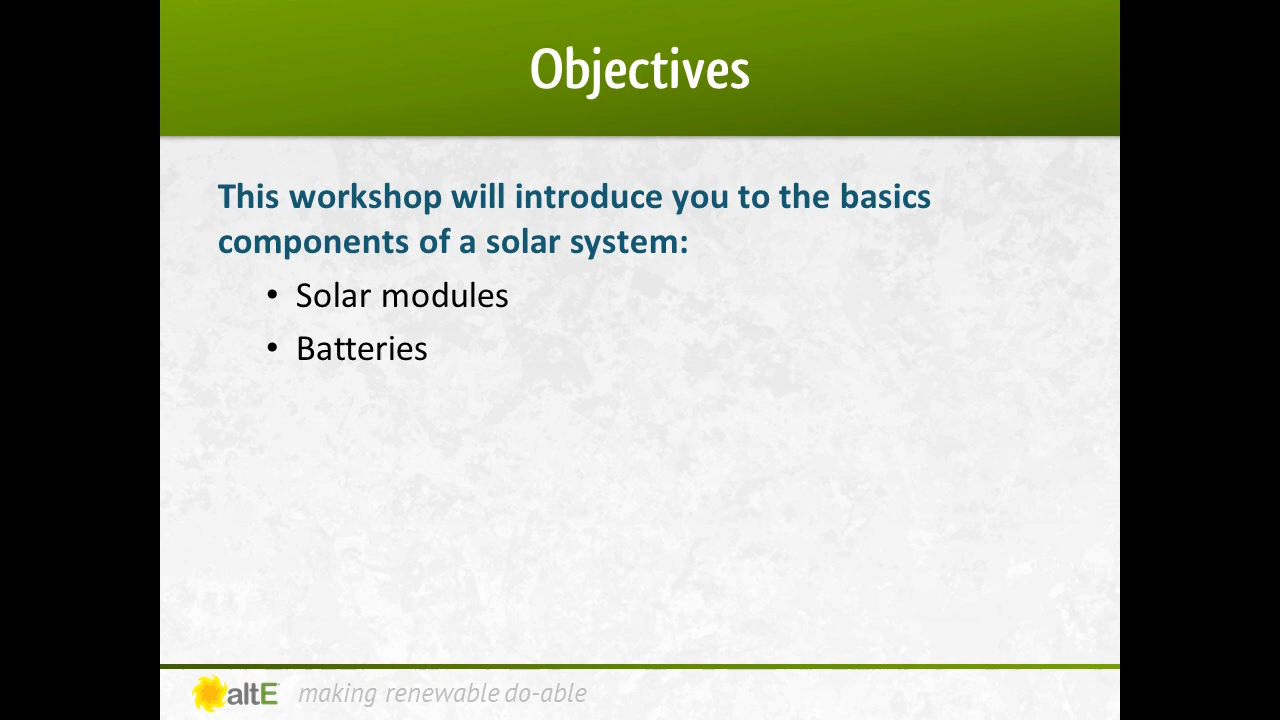 Objectives
This workshop will introduce you to the basics
components of a solar system:
• Solar modules
• Batteries
altE making renewable do-able